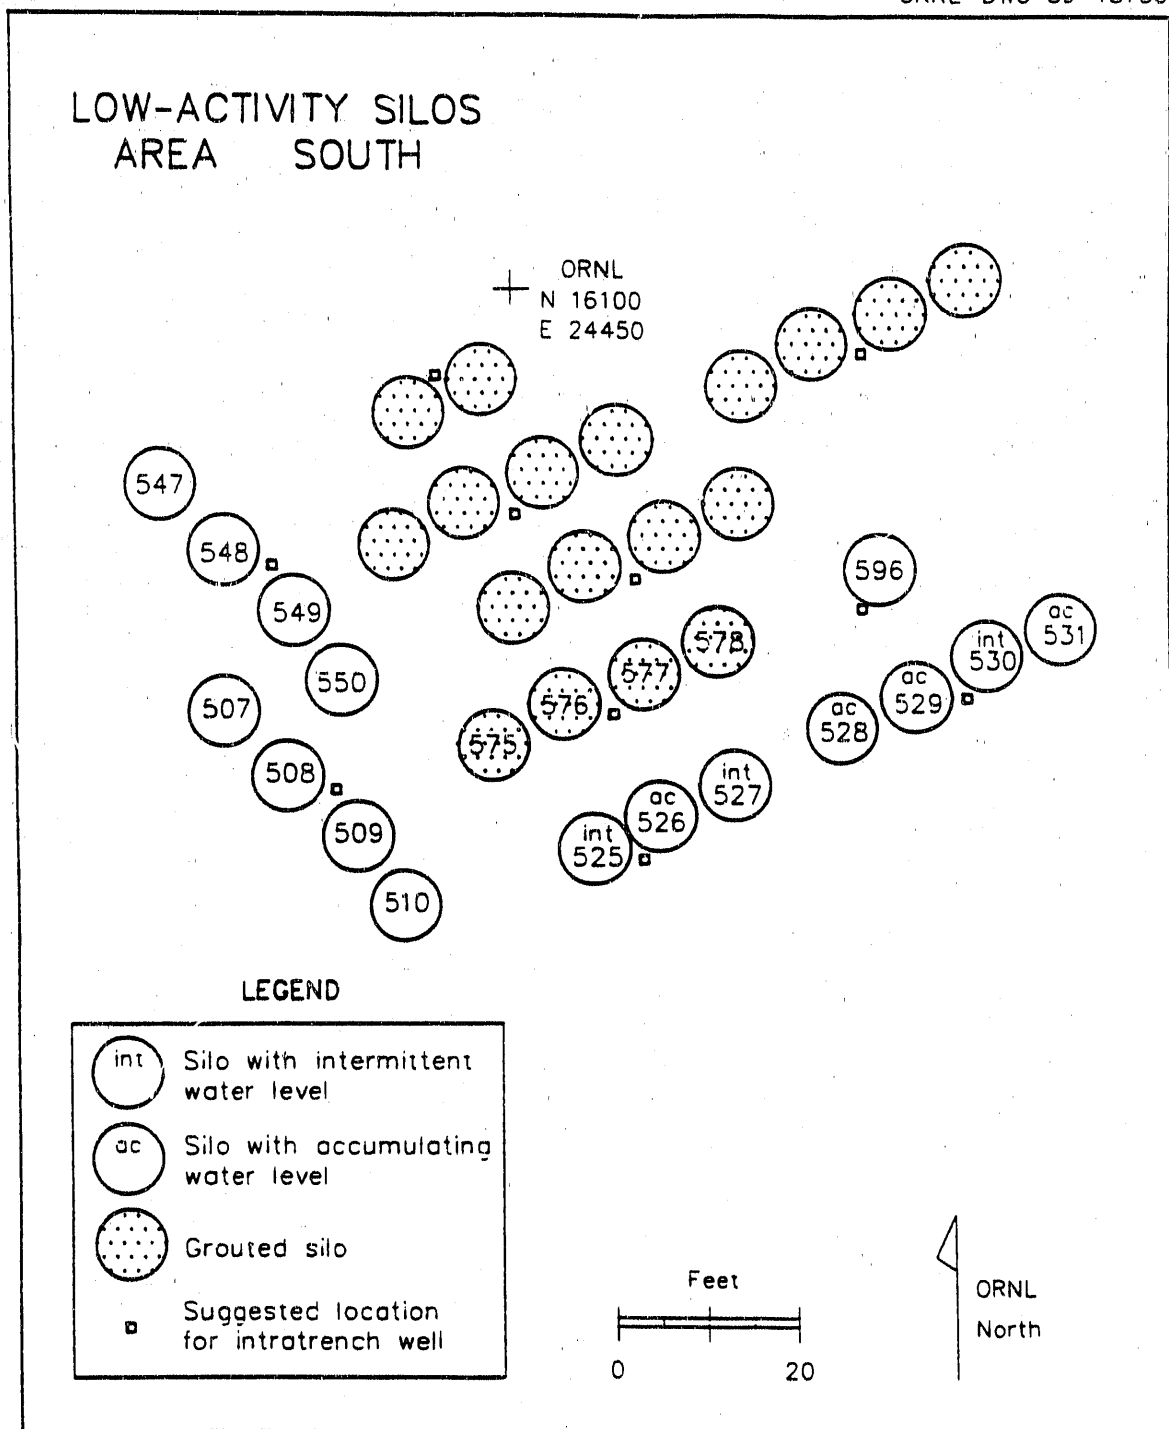 LOW-ACTIVITY SILOS
AREA SOUTH
ORNL
N 16100
E 24450
547
548
549
550
507
508
509
510
575
576
577
578
596
int
525
ac
526
int
527
ac
528
ac
529
int
530
ac
531
LEGEND
int
Silo with intermittent
water level
ac
Silo with accumulating
water level
Grouted silo
Suggested location
for intratrench well
Feet
0 20
ORNL
North